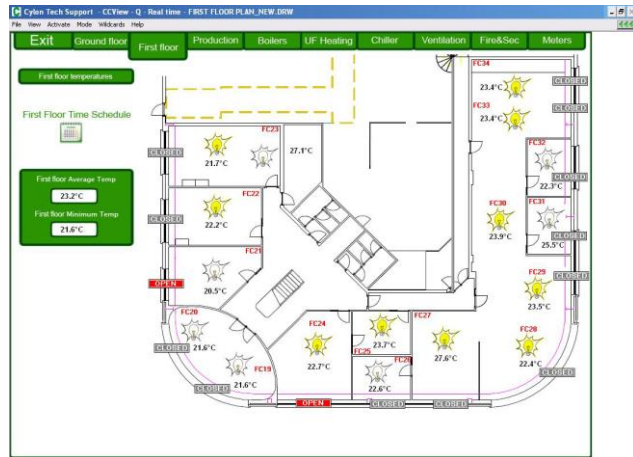 Cylon Tech Support - CCView - Q - Real time - FIRST FLOOR PLAN_NEW.DRW
File View Activate Mode Wildcards Help
Exit Ground floor First floor Production Boilers UF Heating Chiller Ventilation Fire&Sec Meters
First floor temperatures
First Floor Time Schedule
First floor Average Temp
23.2°C
First floor Minimum Temp
21.6°C
FC34
23.4°C
CLOSED
FC33
23.4°C
CLOSED
FC23
21.7°C
27.1°C
CLOSED
FC32
22.3°C
CLOSED
FC22
22.2°C
CLOSED
FC30
23.9°C
FC31
25.5°C
CLOSED
FC21
20.5°C
OPEN
FC29
23.5°C
CLOSED
FC20
21.6°C
CLOSED
FC19
21.6°C
CLOSED
FC24
22.7°C
OPEN
23.7°C
FC25
FC26
22.6°C
CLOSED
FC27
27.6°C
CLOSED
FC28
22.4°C
CLOSED